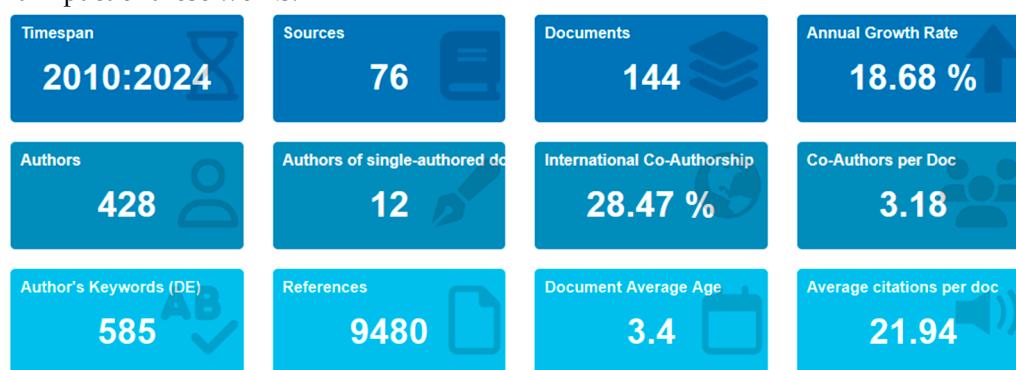 Timespan
2010:2024
Sources
76
Documents
144
Annual Growth Rate
18.68 %
Authors
428
Authors of single-authored do
12
International Co-Authorship
28.47 %
Co-Authors per Doc
3.18
Author's Keywords (DE)
AB
585
References
9480
Document Average Age
3.4
Average citations per doc
21.94